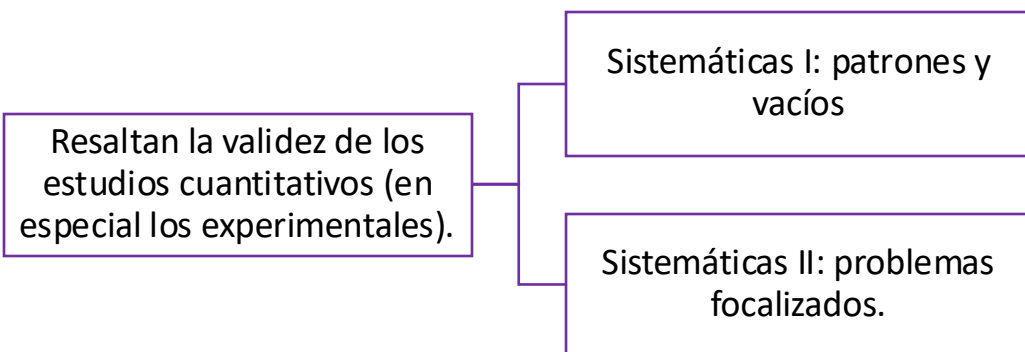 Resaltan la validez de los
estudios cuantitativos (en
especial los experimentales).
Sistemáticas I: patrones y
vacíos
Sistemáticas II: problemas
focalizados.